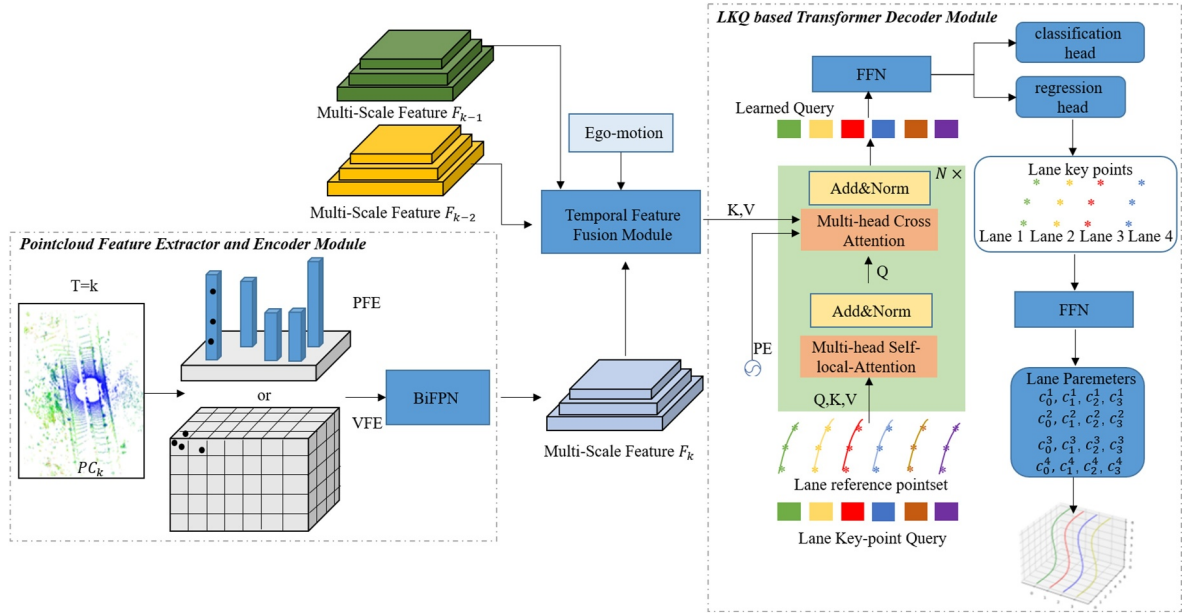 LKQ based Transformer Decoder Module
classification
head
FFN
regression
head
Learned Query
Multi-Scale Feature F_{k−1}
Ego-motion
Multi-Scale Feature F_{k−2}
Temporal Feature
Fusion Module
K,V
N ×
Add&Norm
Multi-head Cross
Attention
Q
Add&Norm
Multi-head Self-
local-Attention
PE
Q,K,V
Lane reference pointset
Lane Key-point Query
Lane key points
Lane 1 Lane 2 Lane 3 Lane 4
FFN
Lane Paremeters
c_0^1, c_1^1, c_2^1, c_3^1
c_0^2, c_1^2, c_2^2, c_3^2
c_0^3, c_1^3, c_2^3, c_3^3
c_0^4, c_1^4, c_2^4, c_3^4
Pointcloud Feature Extractor and Encoder Module
T=k
PC_k
PFE
or
VFE
BiFPN
Multi-Scale Feature F_k